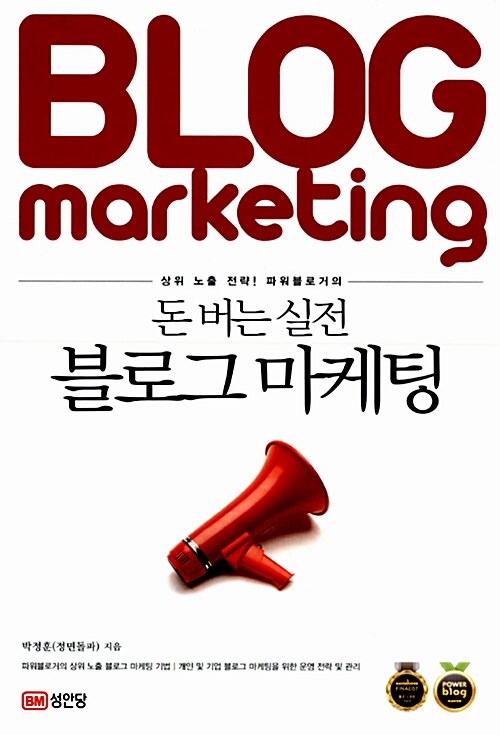 BLOG
marketing
상위 노출 전략! 파워블로거의
돈 버는 실전
블로그 마케팅
박정훈(정면돌파) 지음
파워블로거의 상위 노출 블로그 마케팅 기법 | 개인 및 기업 블로그 마케팅을 위한 운영 전략 및 관리
BM 성안당
FINALIST
POWER
blog